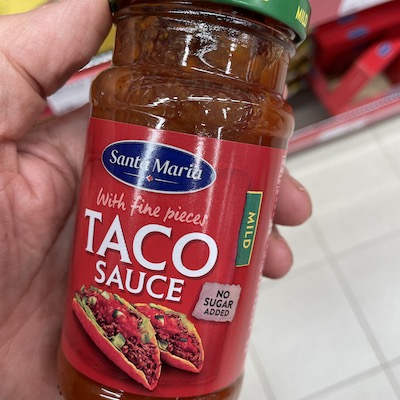 MILD
Santa Maria
With fine pieces
TACO
SAUCE
MILD
NO
SUGAR
ADDED